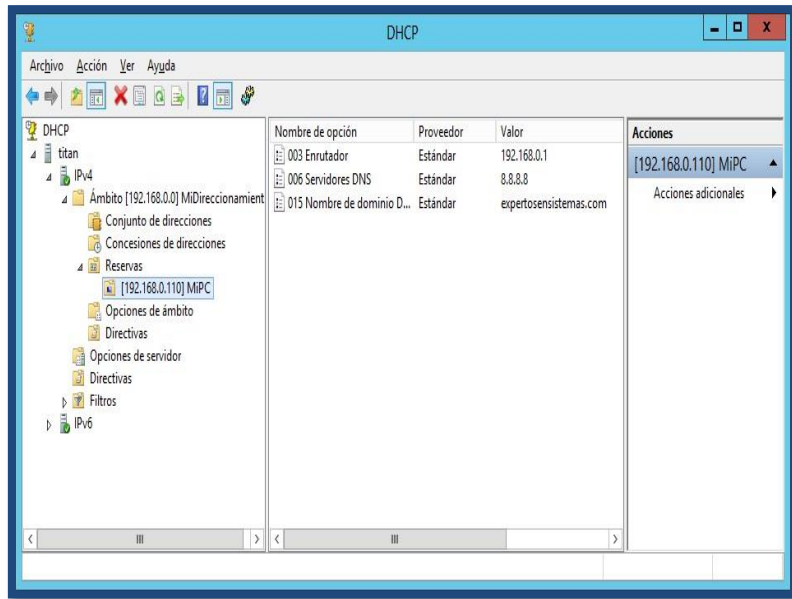 DHCP
Archivo Acción Ver Ayuda
DHCP
titan
IPv4
Ámbito [192.168.0.0] MiDireccionamient
Conjunto de direcciones
Concesiones de direcciones
Reservas
[192.168.0.110] MiPC
Opciones de ámbito
Directivas
Opciones de servidor
Directivas
Filtros
IPv6
Nombre de opción Proveedor Valor
003 Enrutador Estándar 192.168.0.1
006 Servidores DNS Estándar 8.8.8.8
015 Nombre de dominio D... Estándar expertosensistemas.com
Acciones
[192.168.0.110] MiPC
Acciones adicionales